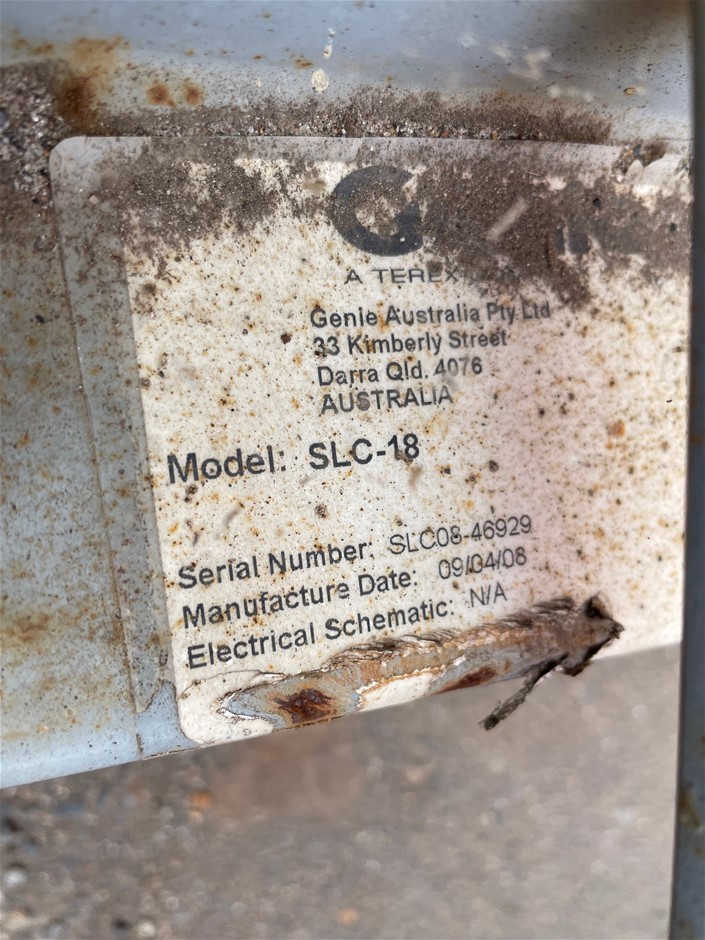 G
A TEREX
Genie Australia Pty Ltd
33 Kimberly Street
Darra Qld. 4076
AUSTRALIA
Model: SLC-18
Serial Number: SLC08-46929
Manufacture Date: 09/04/08
Electrical Schematic: N/A